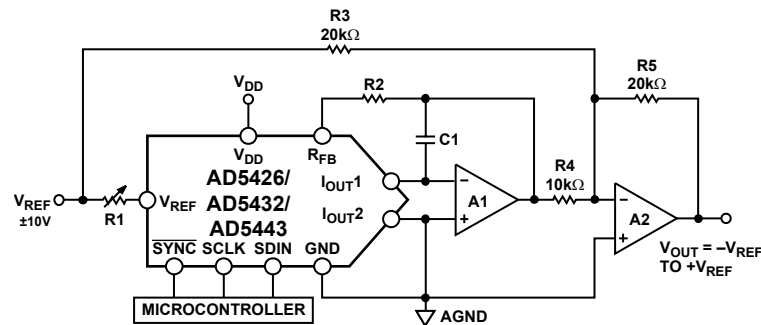 R3
20kΩ
VDD
R2
R5
20kΩ
VDD
RFB
C1
AD5426/
AD5432/
AD5443
IOUT1
IOUT2
R4
10kΩ
VREF
±10V
R1
VREF
A1
A2
SYNC SCLK SDIN GND
VOUT = –VREF
TO +VREF
MICROCONTROLLER
AGND